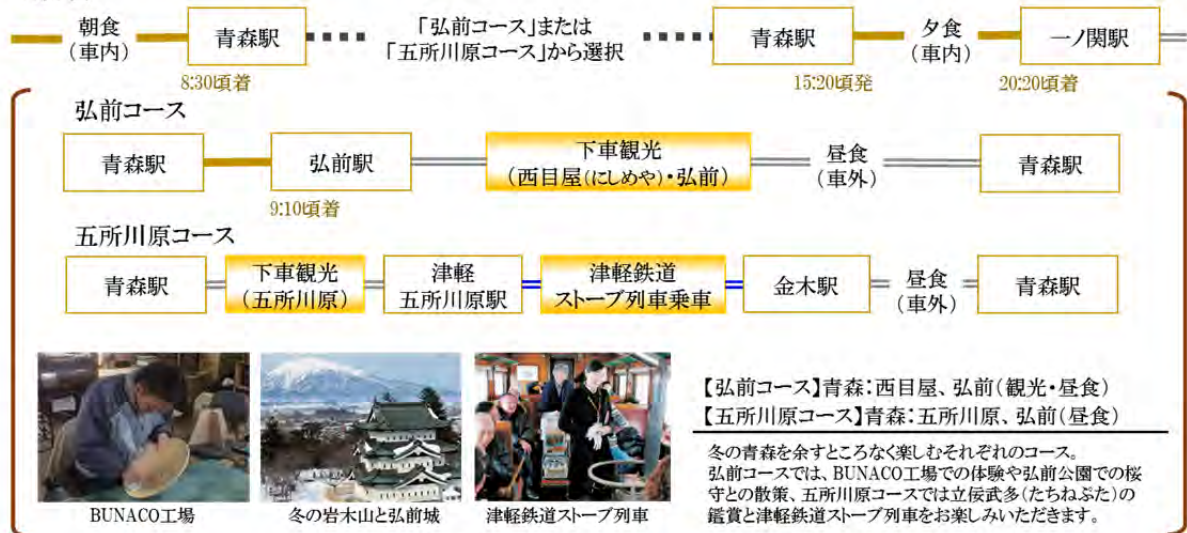 朝食
(車内)
青森駅
8:30頃着
「弘前コース」または
「五所川原コース」から選択
青森駅
15:20頃発
夕食
(車内)
一ノ関駅
20:20頃着
弘前コース
青森駅
弘前駅
9:10頃着
下車観光
(西目屋(にしめや)・弘前)
昼食
(車外)
青森駅
五所川原コース
青森駅
下車観光
(五所川原)
津軽
五所川原駅
津軽鉄道
ストーブ列車乗車
金木駅
昼食
(車外)
青森駅
BUNACO工場
冬の岩木山と弘前城
津軽鉄道ストーブ列車
【弘前コース】青森：西目屋、弘前(観光・昼食)
【五所川原コース】青森：五所川原、弘前(昼食)
冬の青森を余すところなく楽しむそれぞれのコース。
弘前コースでは、BUNACO工場での体験や弘前公園での桜
守との散策、五所川原コースでは立佞武多(たちねぷた)の
鑑賞と津軽鉄道ストーブ列車をお楽しみいただきます。